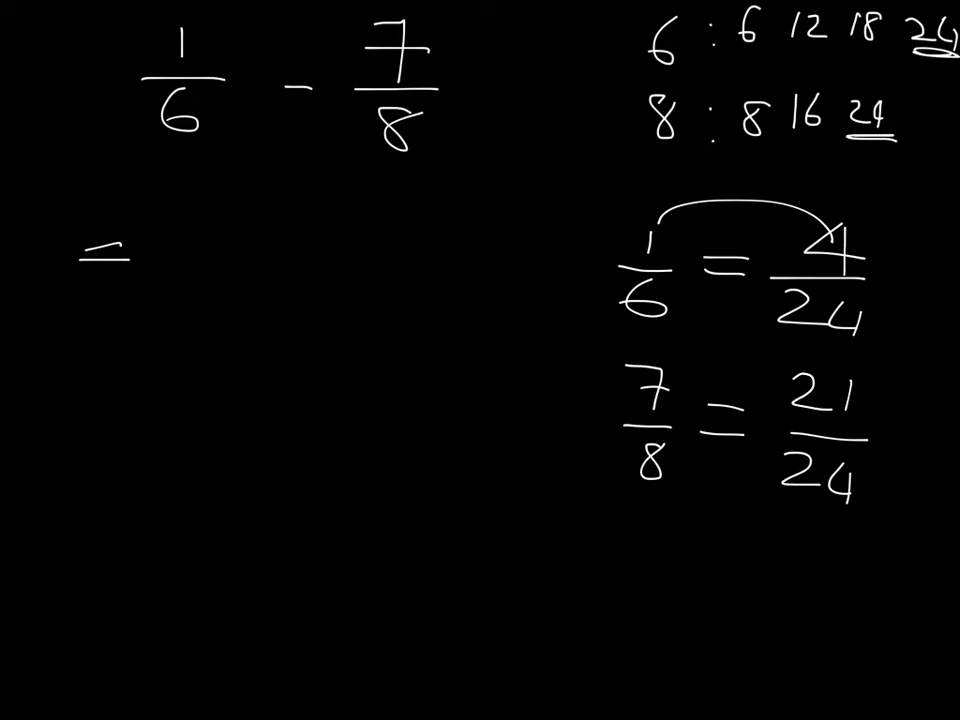 1/6 - 7/8
=
6 : 6 12 18 24
8 : 8 16 24
1/6 = 4/24
7/8 = 21/24